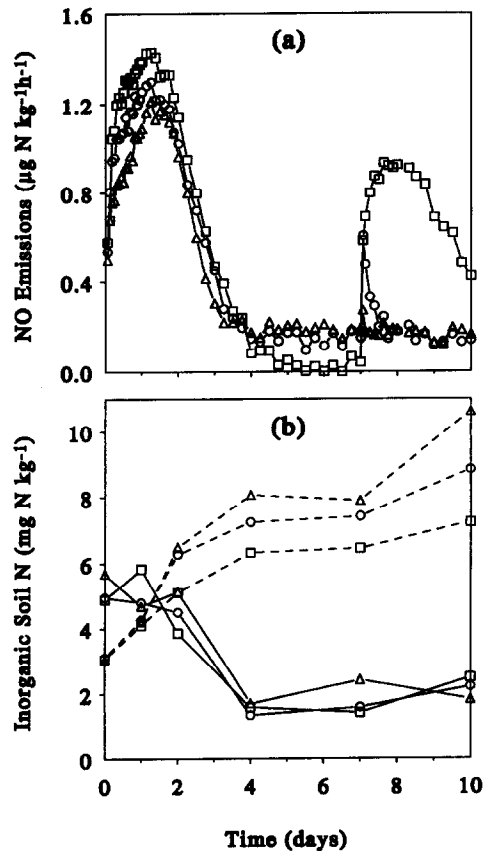 (a)
NO Emissions (µg N kg⁻¹h⁻¹)
1.6
1.2
0.8
0.4
0.0
(b)
Inorganic Soil N (mg N kg⁻¹)
10
8
6
4
2
0
0 2 4 6 8 10
Time (days)